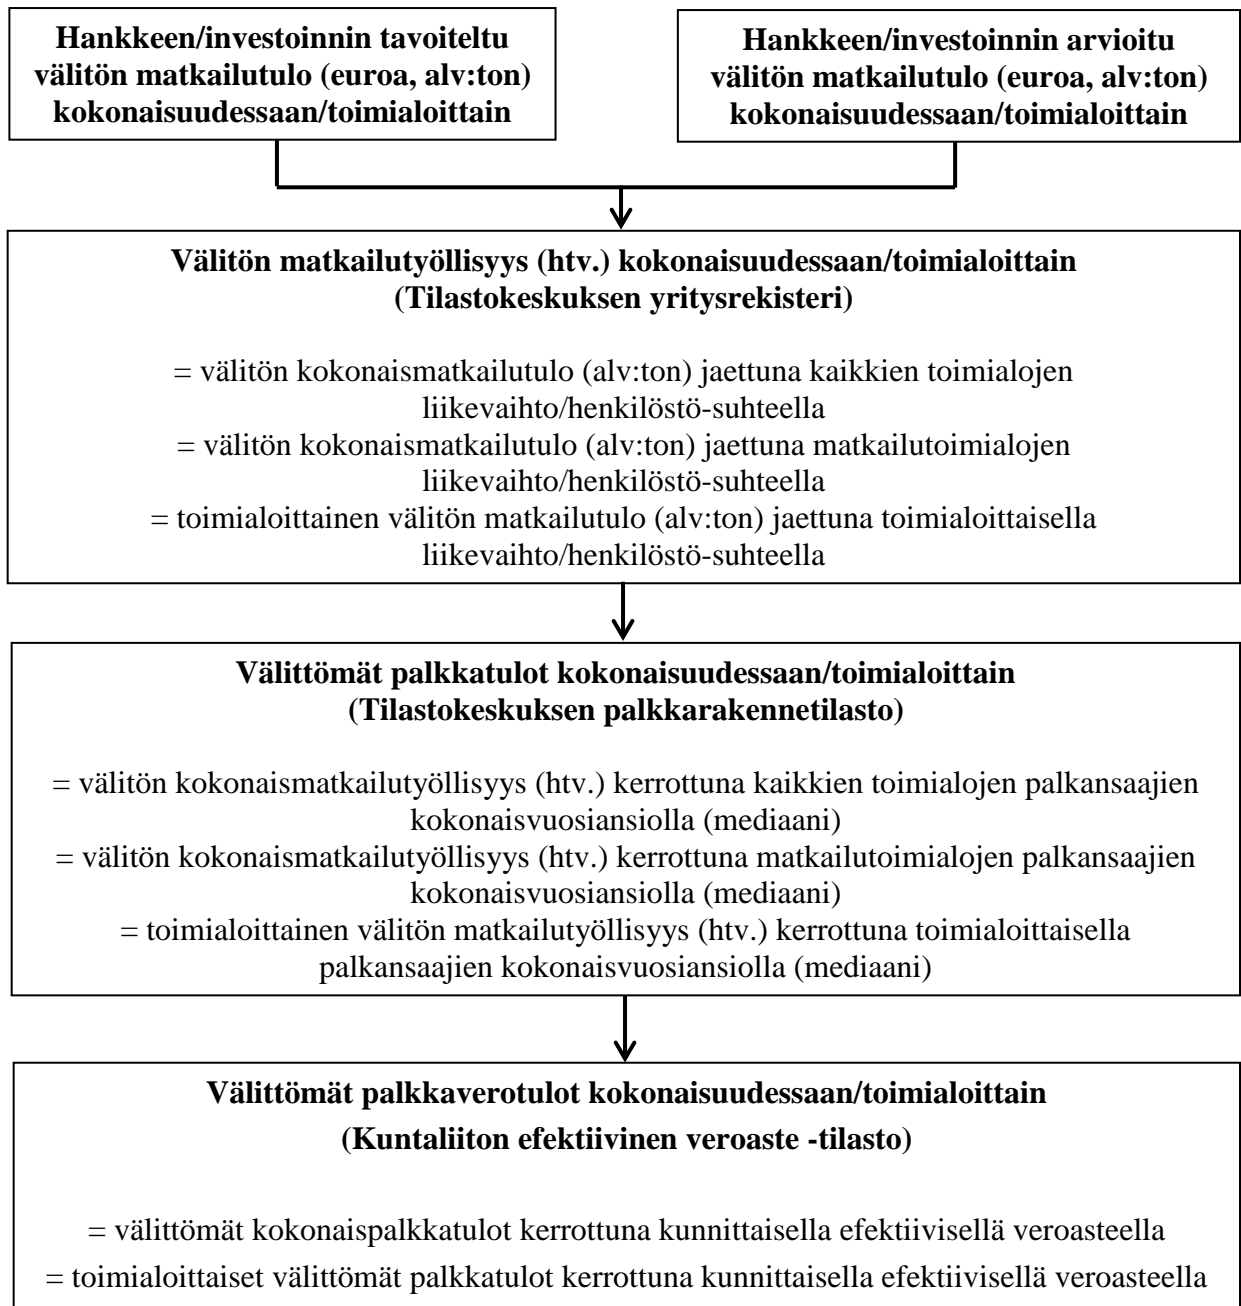 Hankkeen/investoinnin tavoiteltu
välitön matkailutulo (euroa, alv:ton)
kokonaisuudessaan/toimialoittain
Hankkeen/investoinnin arvioitu
välitön matkailutulo (euroa, alv:ton)
kokonaisuudessaan/toimialoittain
Välitön matkailutyöllisyys (htv.) kokonaisuudessaan/toimialoittain
(Tilastokeskuksen yritysrekisteri)
= välitön kokonaismatkailutulo (alv:ton) jaettuna kaikkien toimialojen
liikevaihto/henkilöstö-suhteella
= välitön kokonaismatkailutulo (alv:ton) jaettuna matkailutoimialojen
liikevaihto/henkilöstö-suhteella
= toimialoittainen välitön matkailutulo (alv:ton) jaettuna toimialoittaisella
liikevaihto/henkilöstö-suhteella
Välittömät palkkatulot kokonaisuudessaan/toimialoittain
(Tilastokeskuksen palkkarakennetilasto)
= välitön kokonaismatkailutyöllisyys (htv.) kerrottuna kaikkien toimialojen palkansaajien
kokonaisvuosiansiolla (mediaani)
= välitön kokonaismatkailutyöllisyys (htv.) kerrottuna matkailutoimialojen palkansaajien
kokonaisvuosiansiolla (mediaani)
= toimialoittainen välitön matkailutyöllisyys (htv.) kerrottuna toimialoittaisella
palkansaajien kokonaisvuosiansiolla (mediaani)
Välittömät palkkaverotulot kokonaisuudessaan/toimialoittain
(Kuntaliiton efektiivinen veroaste -tilasto)
= välittömät kokonaispalkkatulot kerrottuna kunnittaisella efektiivisellä veroasteella
= toimialoittaiset välittömät palkkatulot kerrottuna kunnittaisella efektiivisellä veroasteella